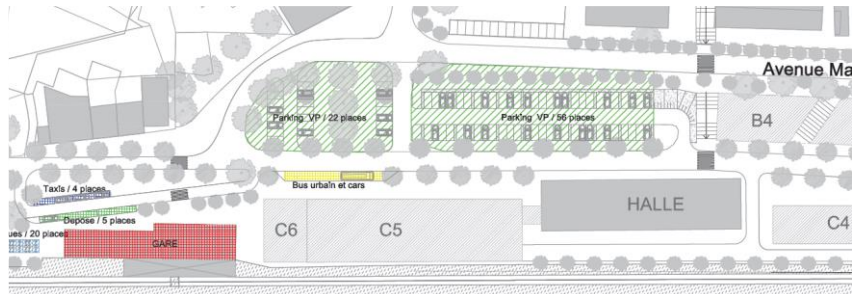 Avenue Ma
Parking VP / 22 places
Parking VP / 56 places
B4
Bus urbain et cars
Taxis / 4 places
Dépose / 5 places
ues / 20 places
GARE
C6
C5
HALLE
C4